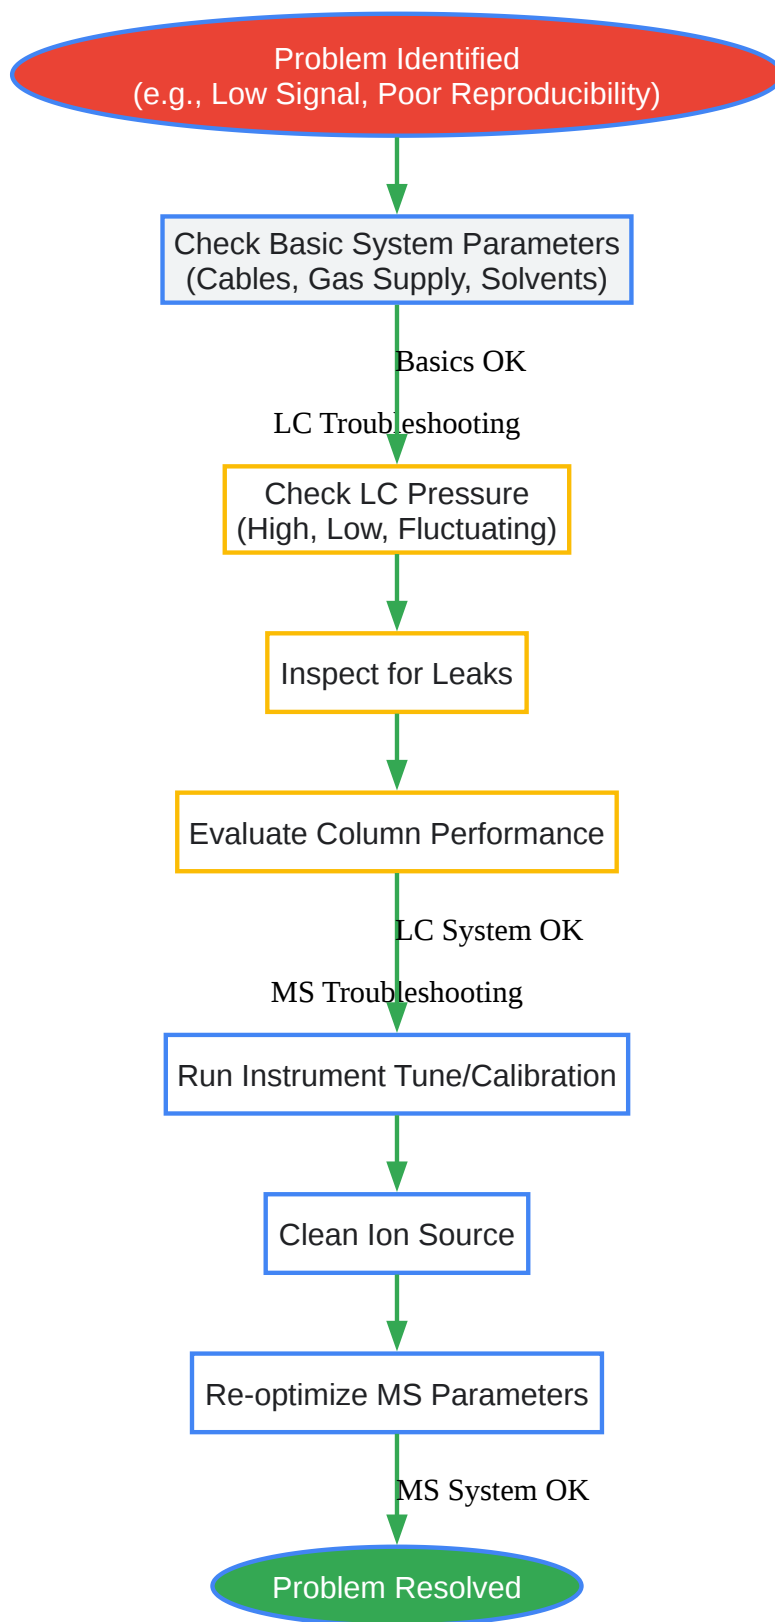 Problem Identified
(e.g., Low Signal, Poor Reproducibility)
Check Basic System Parameters
(Cables, Gas Supply, Solvents)
Basics OK
LC Troubleshooting
Check LC Pressure
(High, Low, Fluctuating)
Inspect for Leaks
Evaluate Column Performance
LC System OK
MS Troubleshooting
Run Instrument Tune/Calibration
Clean Ion Source
Re-optimize MS Parameters
MS System OK
Problem Resolved